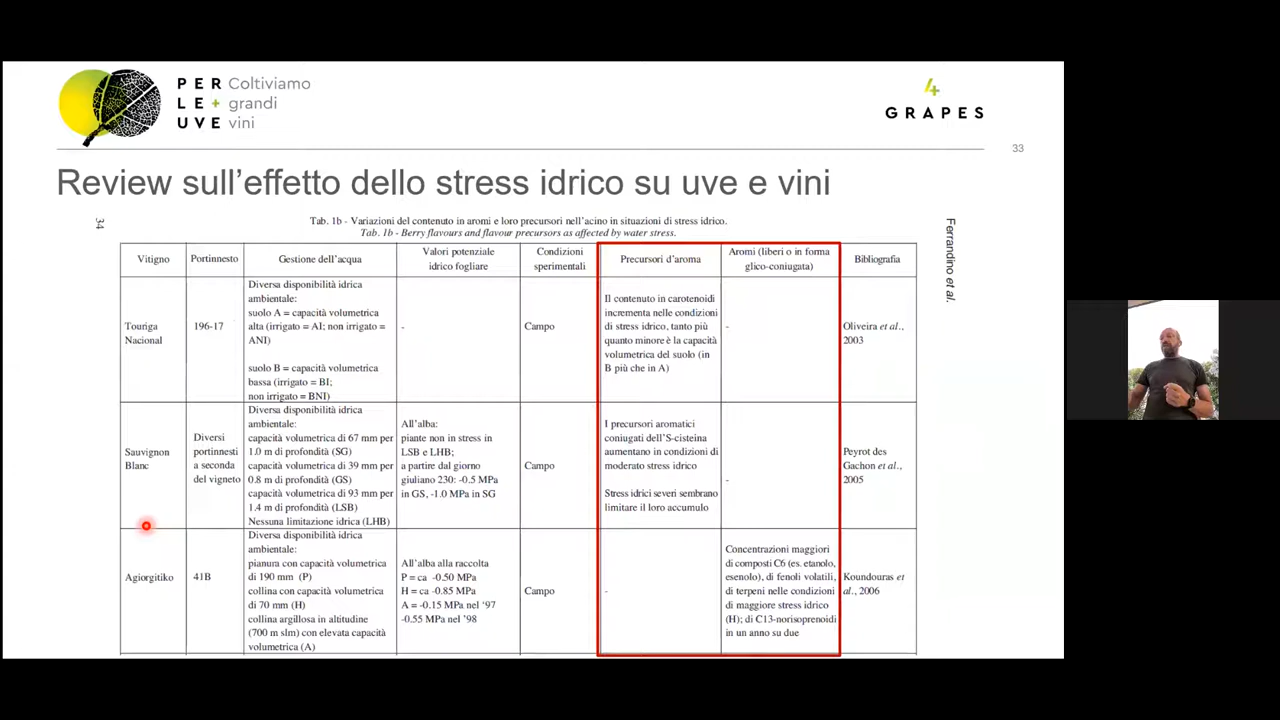 PER Coltiviamo
LE+ grandi
UVE vini
4
GRAPES
33
Review sull'effetto dello stress idrico su uve e vini
34
Tab. 1b - Variazioni del contenuto in aromi e loro precursori nell'acino in situazioni di stress idrico.
Tab. 1b - Berry flavours and flavour precursors as affected by water stress.
Ferrandino et al.
Vitigno
Portinnesto
Gestione dell'acqua
Valori potenziale
idrico fogliare
Condizioni
sperimentali
Precursori d'aroma
Aromi (liberi o in forma
glico-coniugata)
Bibliografia
Touriga
Nacional
196-17
Diversa disponibilità idrica
ambientale:
suolo A = capacità volumetrica
alta (irrigato = AI; non irrigato =
ANI)
suolo B = capacità volumetrica
bassa (irrigato = BI;
non irrigato = BNI)
-
Campo
Il contenuto in carotenoidi
incrementa nelle condizioni
di stress idrico, tanto più
quanto minore è la capacità
volumetrica del suolo (in
B più che in A)
-
Oliveira et al.,
2003
Sauvignon
Blanc
Diversi
portinnesti
a seconda
del vigneto
Diversa disponibilità idrica
ambientale:
capacità volumetrica di 67 mm per
1.0 m di profondità (SG)
capacità volumetrica di 39 mm per
0.8 m di profondità (GS)
capacità volumetrica di 93 mm per
1.4 m di profondità (LSB)
Nessuna limitazione idrica (LHB)
All'alba:
piante non in stress in
LSB e LHB;
a partire dal giorno
giuliano 230: -0.5 MPa
in GS, -1.0 MPa in SG
Campo
I precursori aromatici
coniugati dell'S-cisteina
aumentano in condizioni di
moderato stress idrico
Stress idrici severi sembrano
limitare il loro accumulo
-
Peyrot des
Gachon et al.,
2005
Agiorgitiko
41B
Diversa disponibilità idrica
ambientale:
pianura con capacità volumetrica
di 190 mm (P)
collina con capacità volumetrica
di 70 mm (H)
collina argillosa in altitudine
(700 m slm) con elevata capacità
volumetrica (A)
All'alba alla raccolta
P = ca -0.50 MPa
H = ca -0.85 MPa
A = -0.15 MPa nel '97
-0.55 MPa nel '98
Campo
-
Concentrazioni maggiori
di composti C6 (es. etanolo,
esenolo), di fenoli volatili,
di terpeni nelle condizioni
di maggiore stress idrico
(H); di C13-norisoprenoidi
in un anno su due
Koundouras et
al., 2006